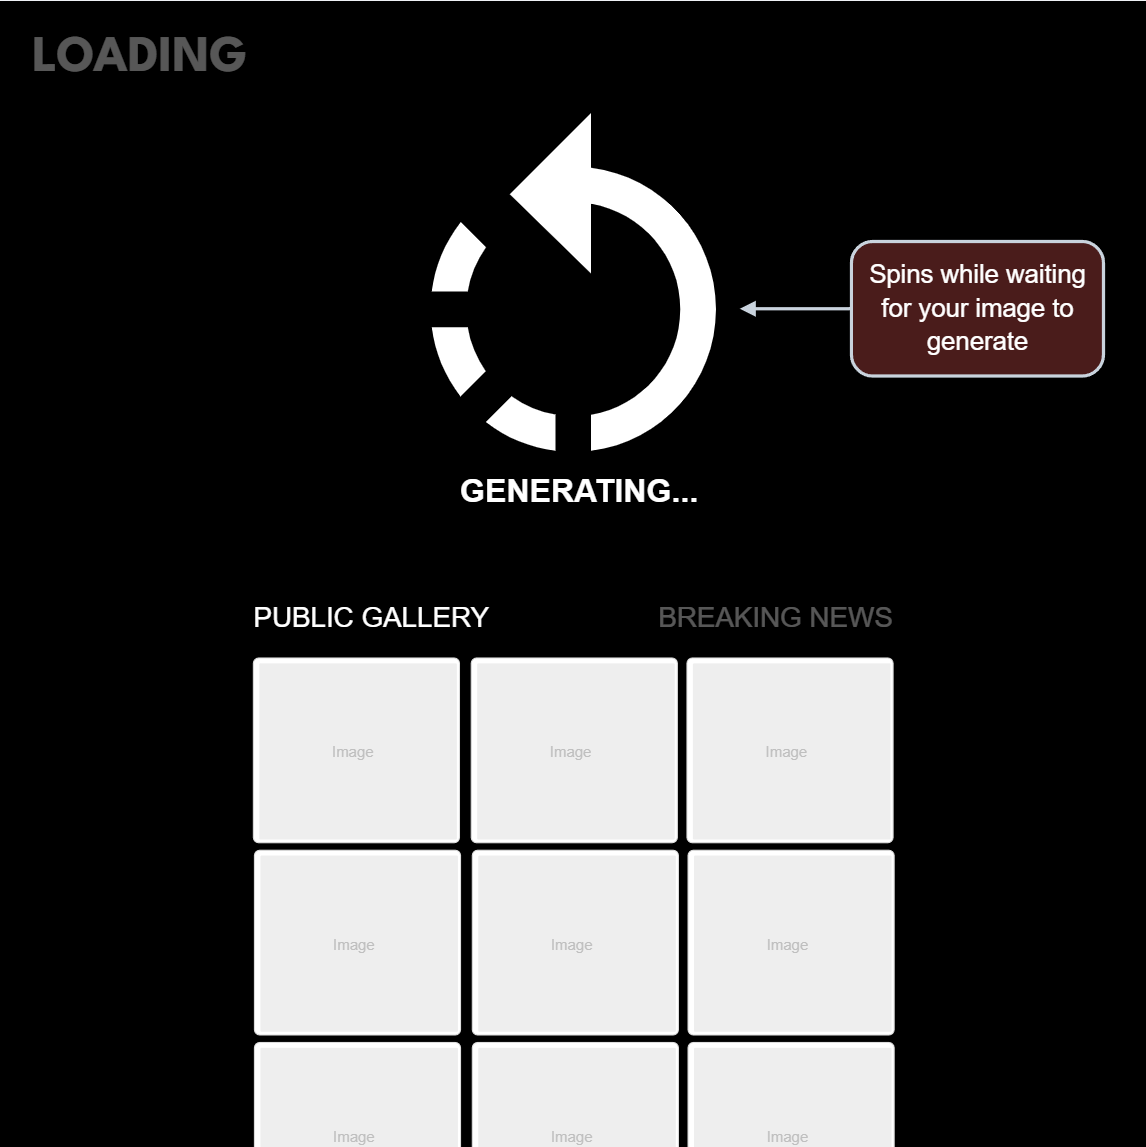 LOADING
Spins while waiting
for your image to
generate
GENERATING...
PUBLIC GALLERY
BREAKING NEWS
Image
Image
Image
Image
Image
Image
Image
Image
Image